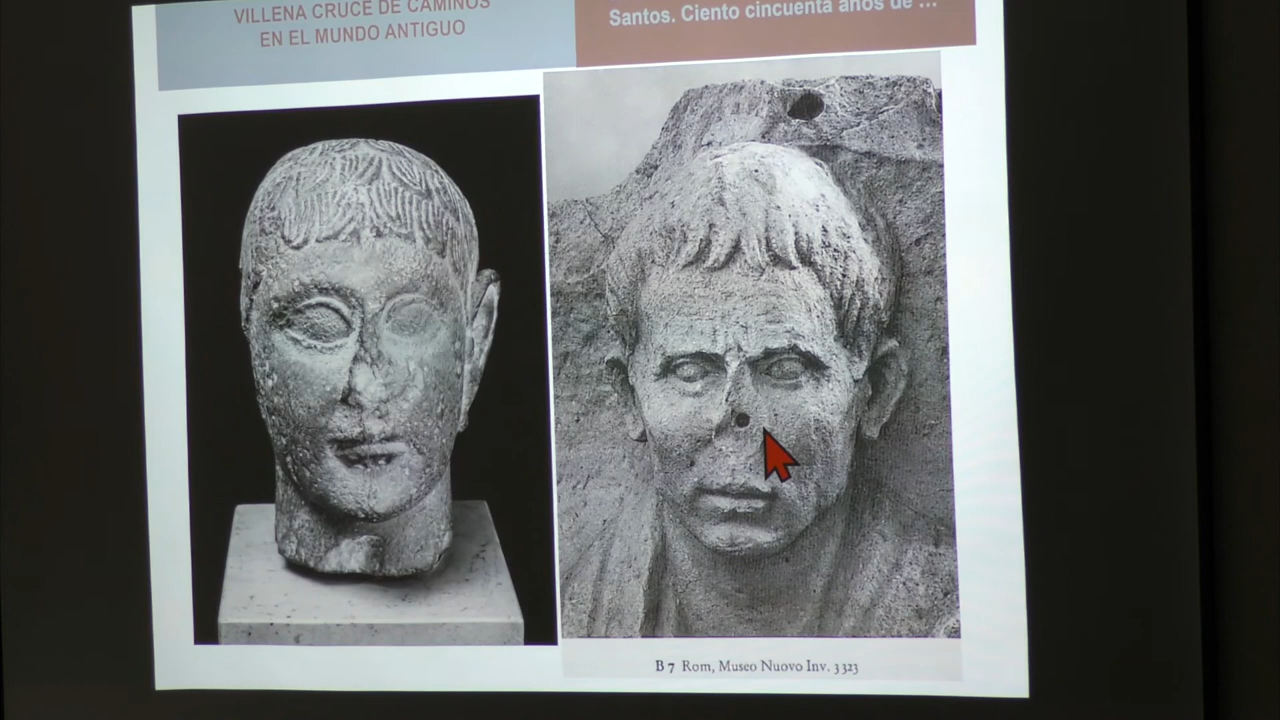 VILLENA CRUCE DE CAMINOS
EN EL MUNDO ANTIGUO
Santos. Ciento cincuenta años de ...
B 7 Rom, Museo Nuovo Inv. 3323